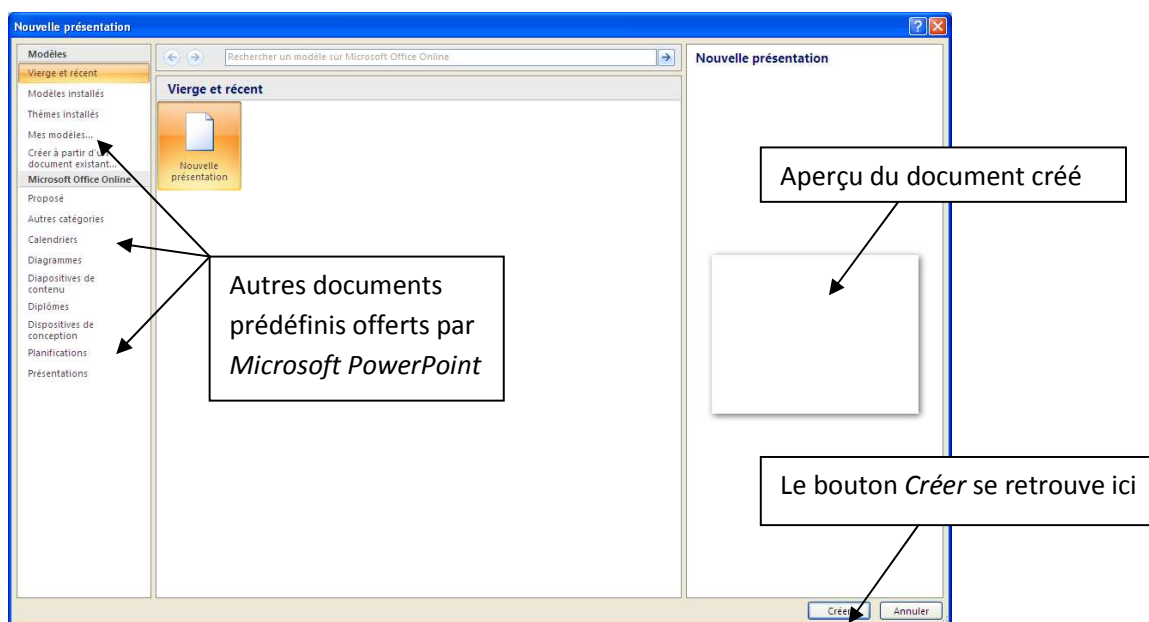 Nouvelle présentation
Modèles
Vierge et récent
Modèles installés
Thèmes installés
Mes modèles...
Créer à partir d'un
document existant...
Microsoft Office Online
Proposé
Autres catégories
Calendriers
Diagrammes
Diapositives de
contenu
Diplômes
Dispositives de
conception
Planifications
Présentations
Rechercher un modèle sur Microsoft Office Online
Vierge et récent
Nouvelle
présentation
Autres documents
prédéfinis offerts par
Microsoft PowerPoint
Nouvelle présentation
Aperçu du document créé
Le bouton Créer se retrouve ici
Créer
Annuler